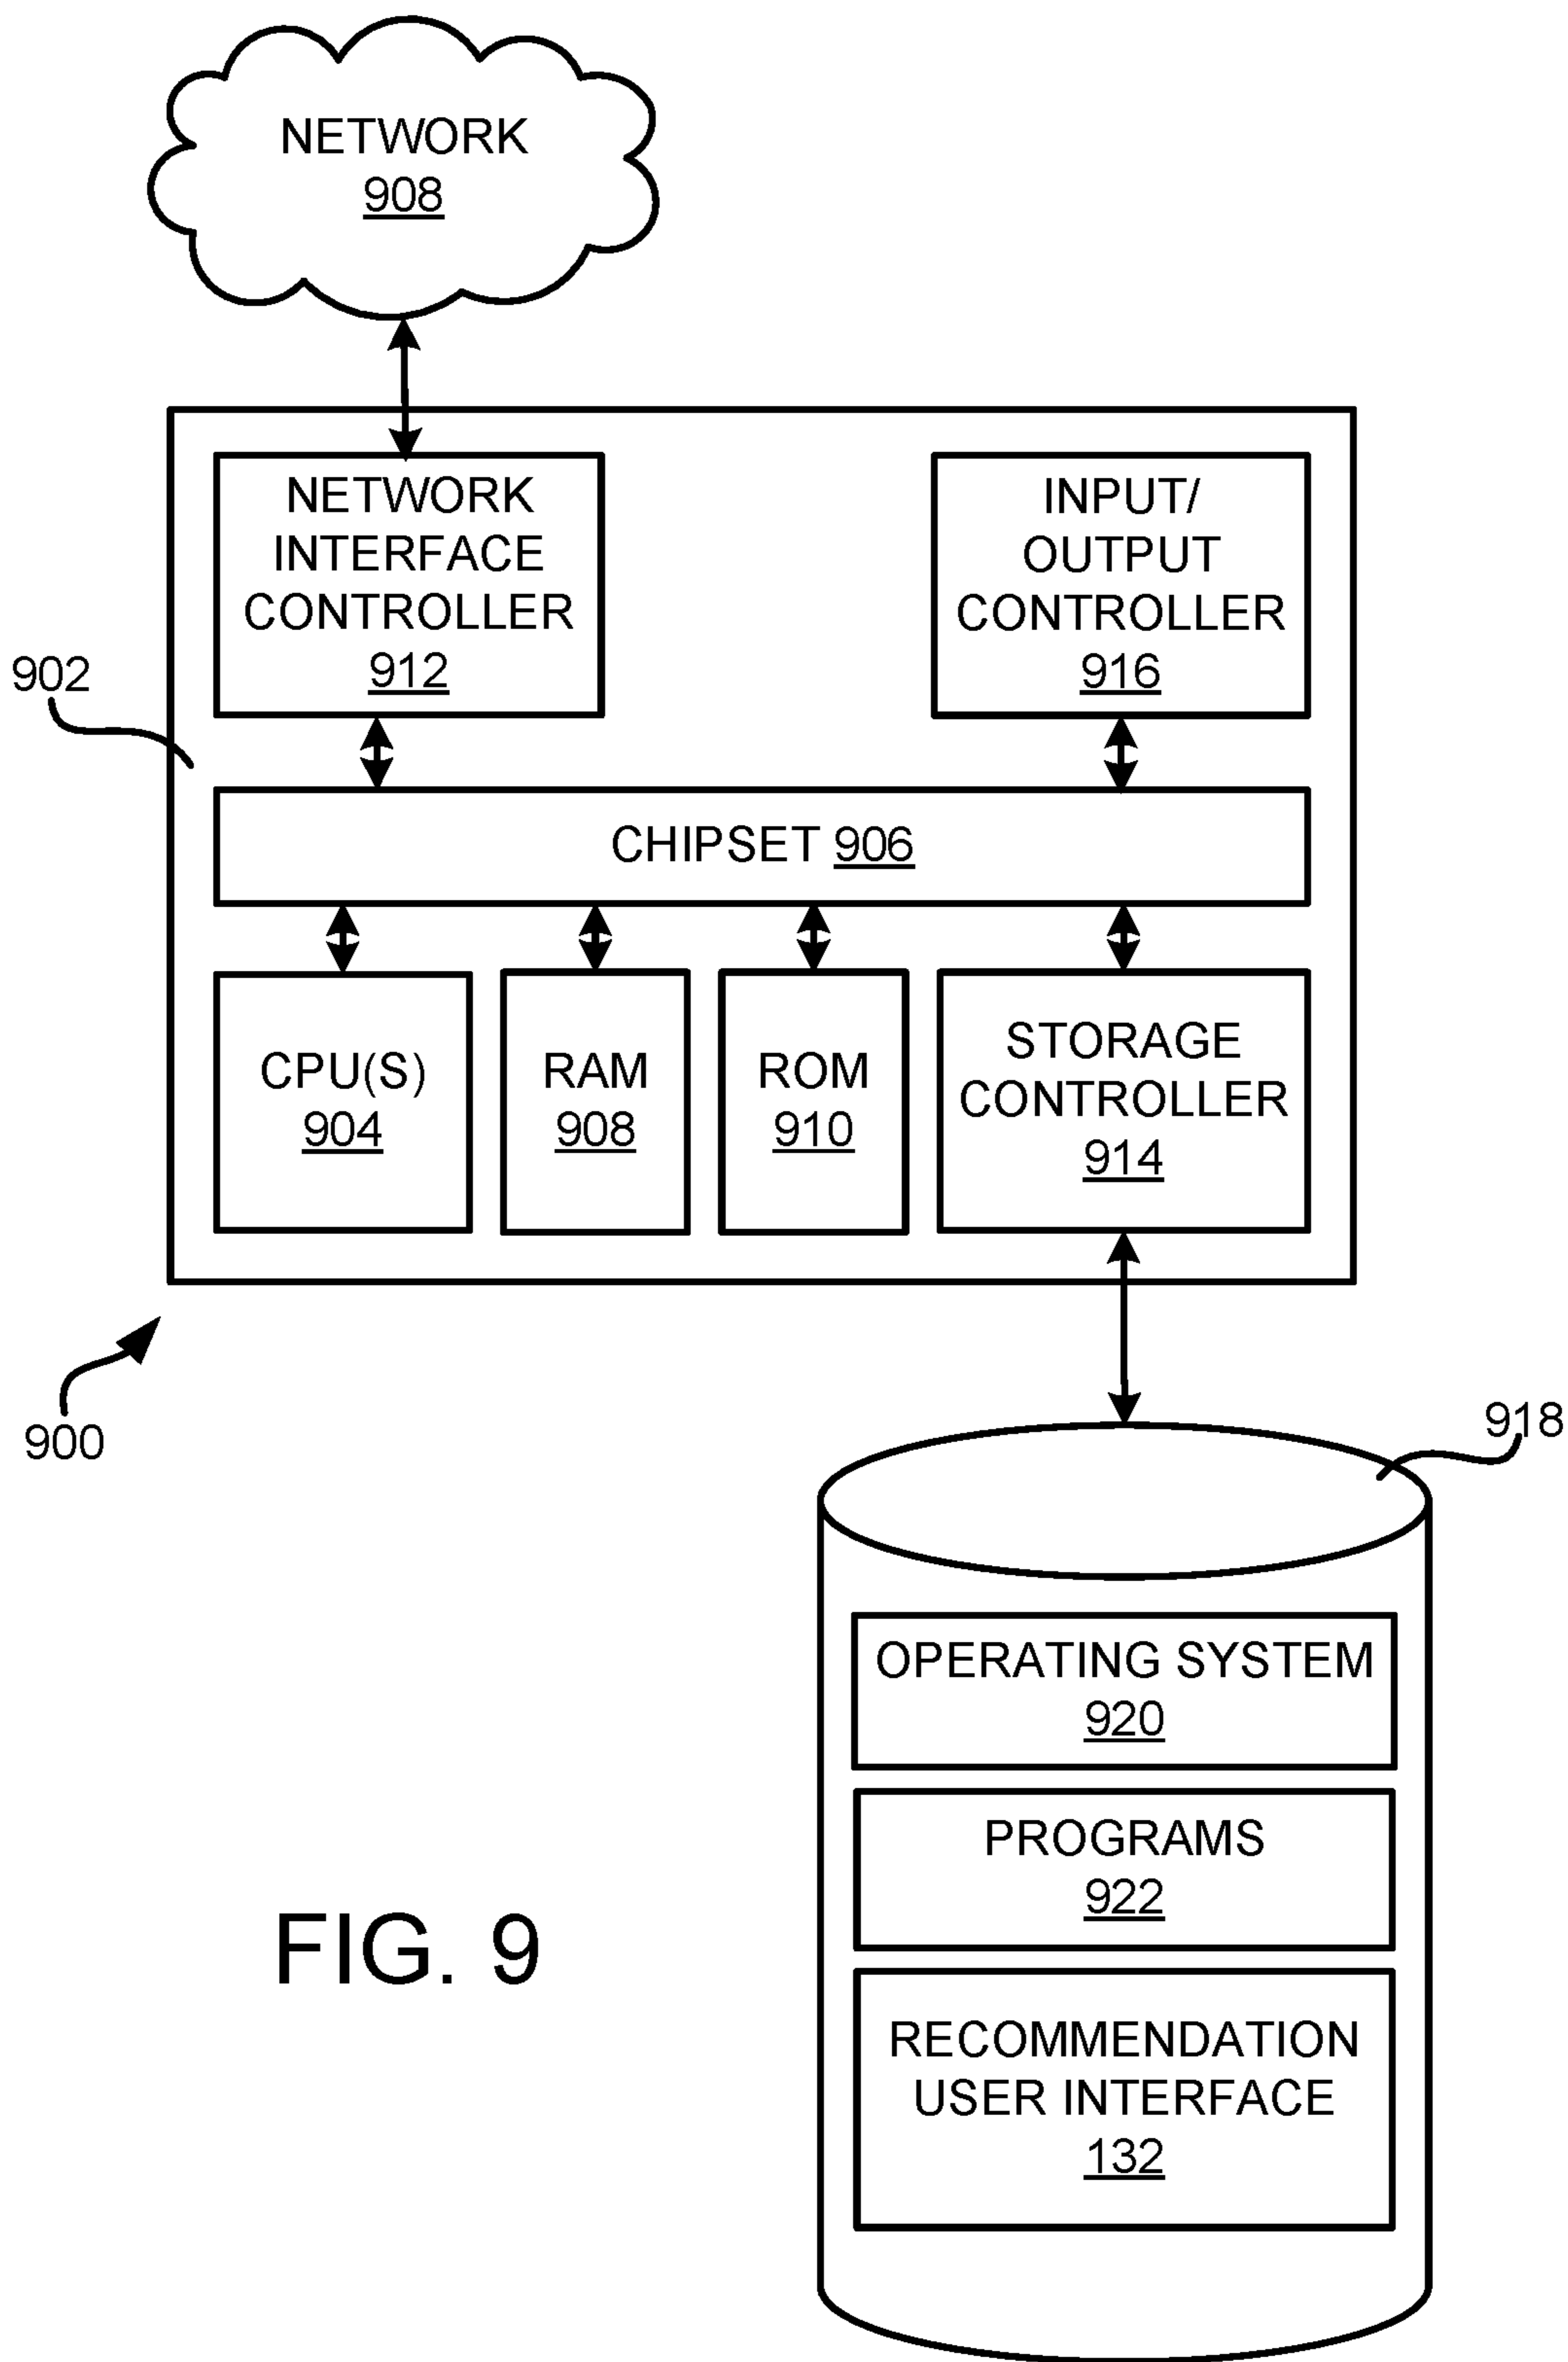 NETWORK
908
NETWORK
INTERFACE
CONTROLLER
912
INPUT/
OUTPUT
CONTROLLER
916
902
CHIPSET 906
CPU(S)
904
RAM
908
ROM
910
STORAGE
CONTROLLER
914
900
918
OPERATING SYSTEM
920
PROGRAMS
922
RECOMMENDATION
USER INTERFACE
132
FIG. 9